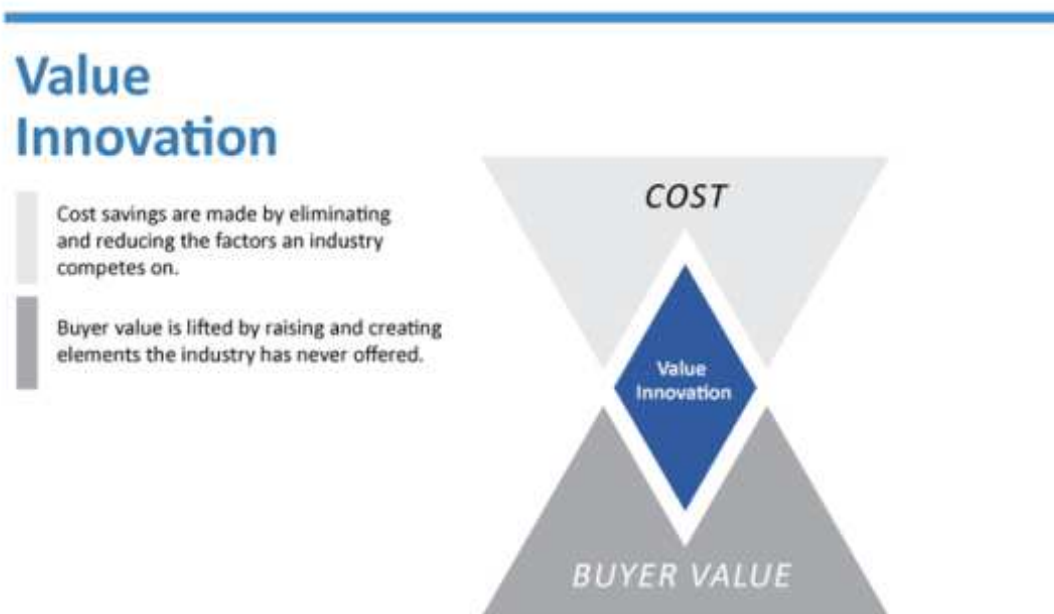 Value
Innovation
Cost savings are made by eliminating
and reducing the factors an industry
competes on.
Buyer value is lifted by raising and creating
elements the industry has never offered.
COST
Value
Innovation
BUYER VALUE